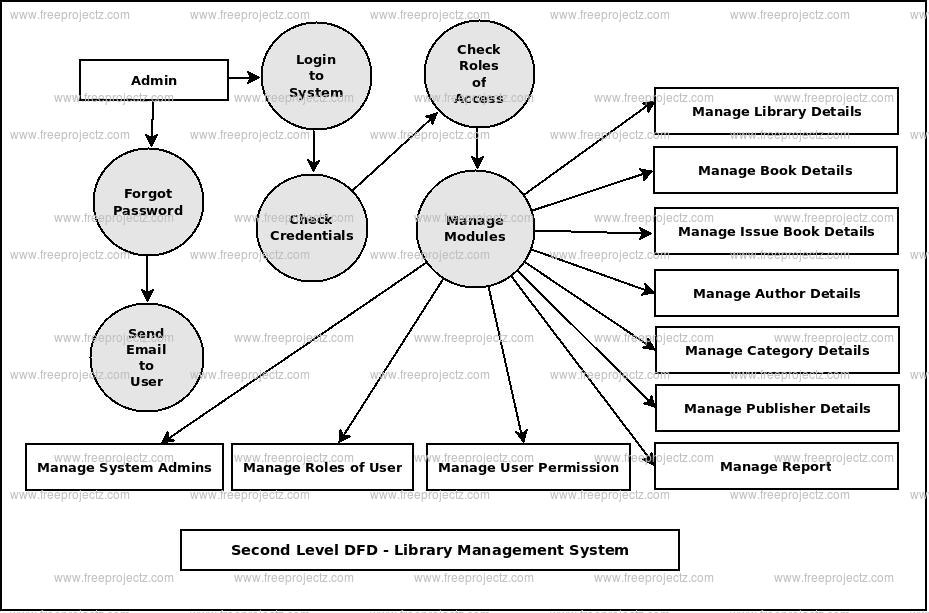 Admin
Login
to
System
Check
Roles
of
Access
Manage Library Details
Manage Book Details
Forgot
Password
Check
Credentials
Manage
Modules
Manage Issue Book Details
Manage Author Details
Send
Email
to
User
Manage Category Details
Manage Publisher Details
Manage System Admins
Manage Roles of User
Manage User Permission
Manage Report
Second Level DFD - Library Management System
www.freeprojectz.com